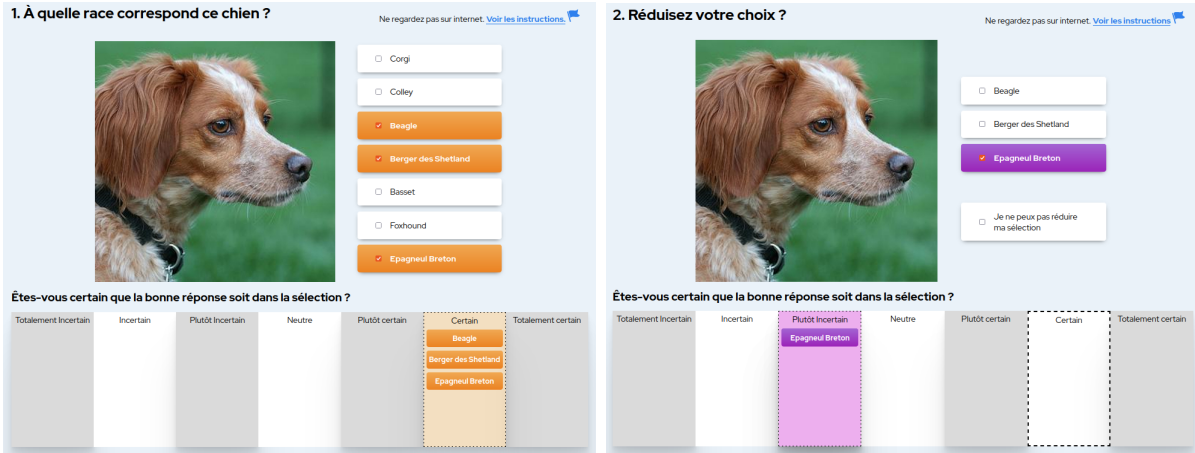 1. À quelle race correspond ce chien ?
Ne regardez pas sur internet. Voir les instructions.
Corgi
Colley
Beagle
Berger des Shetland
Basset
Foxhound
Epagneul Breton
Êtes-vous certain que la bonne réponse soit dans la sélection ?
Totalement Incertain Incertain Plutôt Incertain Neutre Plutôt certain Certain Totalement certain
Beagle
Berger des Shetland
Epagneul Breton
2. Réduisez votre choix ?
Ne regardez pas sur internet. Voir les instructions
Beagle
Berger des Shetland
Epagneul Breton
Je ne peux pas réduire
ma sélection
Êtes-vous certain que la bonne réponse soit dans la sélection ?
Totalement Incertain Incertain Plutôt Incertain Neutre Plutôt certain Certain Totalement certain
Epagneul Breton